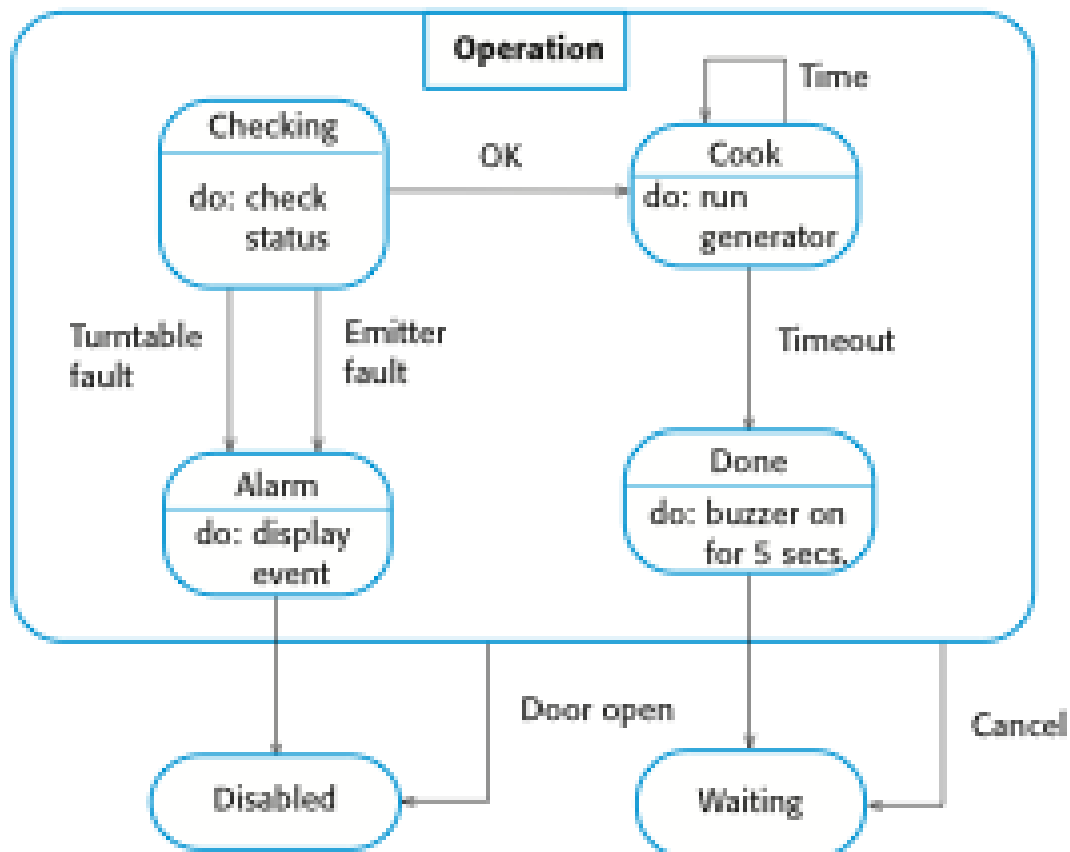 Operation
Time
Checking
OK
Cook
do: check
status
do: run
generator
Turntable
fault
Emitter
fault
Timeout
Alarm
do: display
event
Done
do: buzzer on
for 5 secs.
Door open
Cancel
Disabled
Waiting